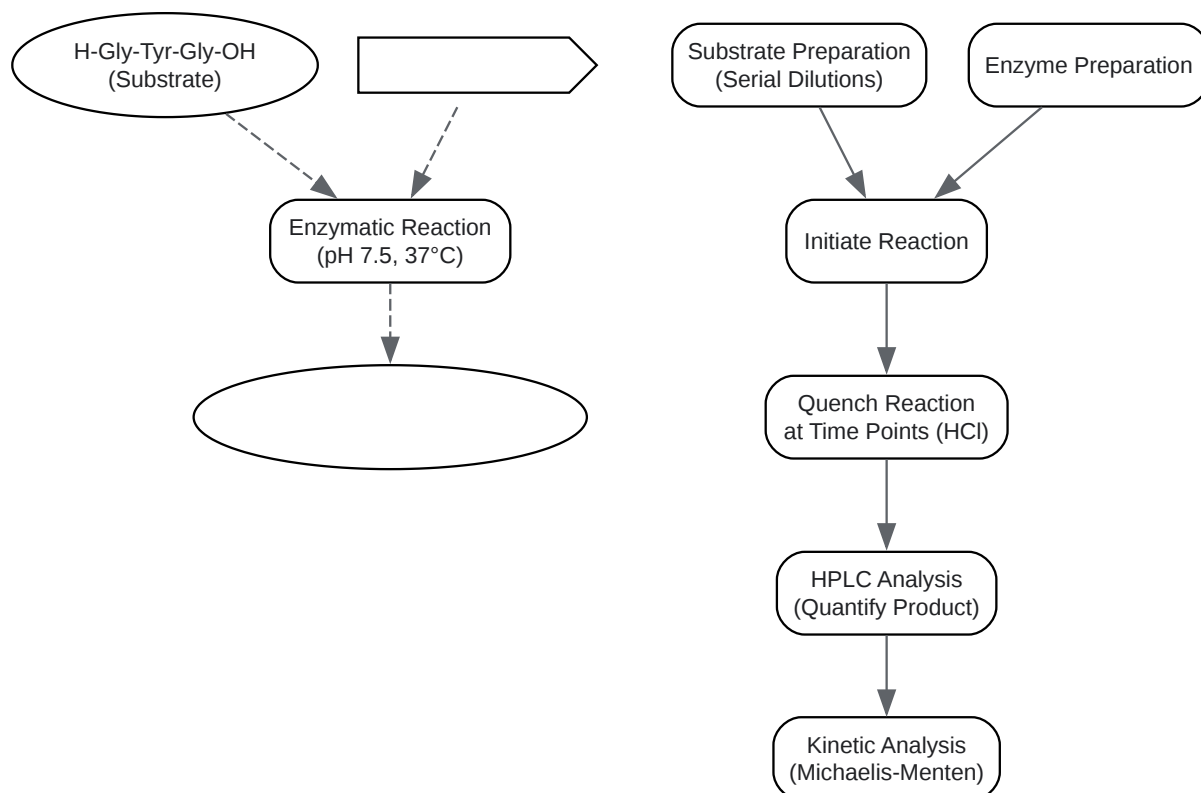 H-Gly-Tyr-Gly-OH
(Substrate)
Substrate Preparation
(Serial Dilutions)
Enzyme Preparation
Enzymatic Reaction
(pH 7.5, 37°C)
Initiate Reaction
Quench Reaction
at Time Points (HCl)
HPLC Analysis
(Quantify Product)
Kinetic Analysis
(Michaelis-Menten)